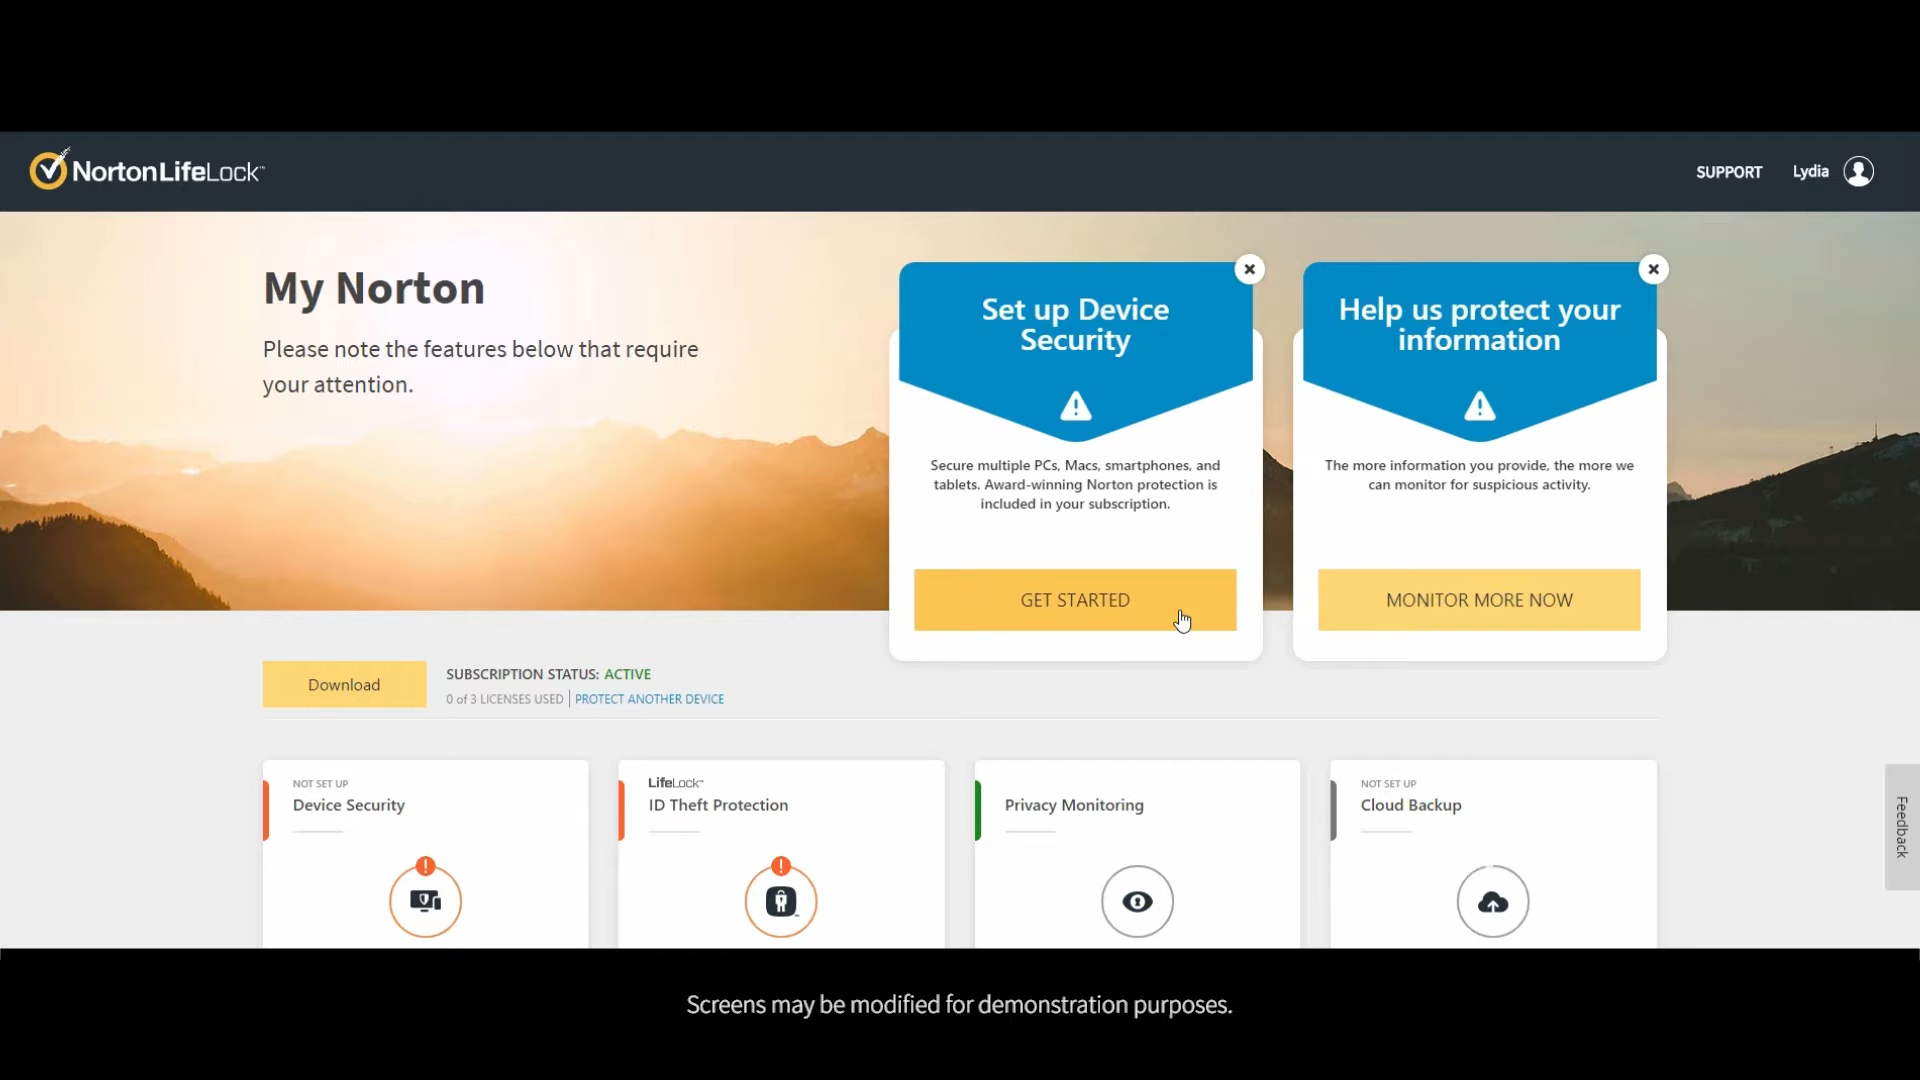 NortonLifeLock™
SUPPORT
Lydia
My Norton
Please note the features below that require
your attention.
Set up Device
Security
Secure multiple PCs, Macs, smartphones, and
tablets. Award-winning Norton protection is
included in your subscription.
GET STARTED
Help us protect your
information
The more information you provide, the more we
can monitor for suspicious activity.
MONITOR MORE NOW
Download
SUBSCRIPTION STATUS: ACTIVE
0 of 3 LICENSES USED | PROTECT ANOTHER DEVICE
NOT SET UP
Device Security
LifeLock™
ID Theft Protection
Privacy Monitoring
NOT SET UP
Cloud Backup
Feedback
Screens may be modified for demonstration purposes.